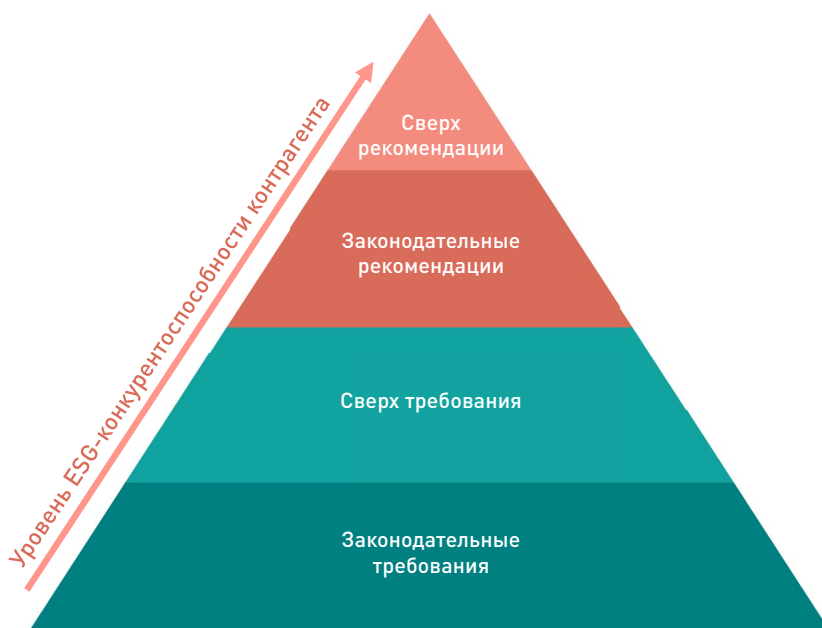 Уровень ESG-конкурентоспособности контрагента
Сверх
рекомендации
Законодательные
рекомендации
Сверх требования
Законодательные
требования